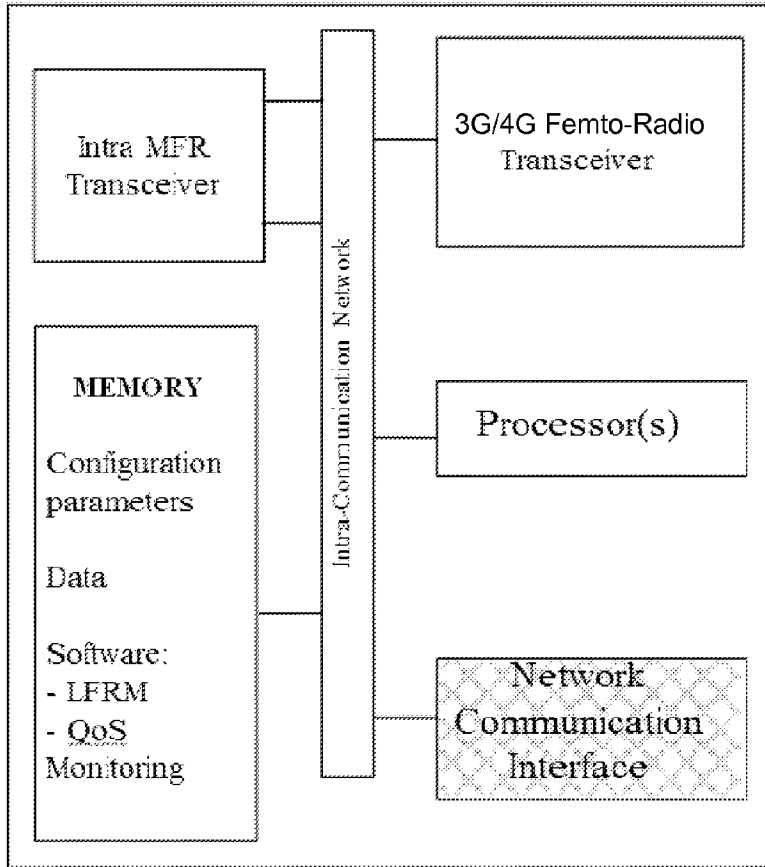 Intra MFR
Transceiver
MEMORY
Configuration
parameters
Data
Software:
- LFRM
- QoS
Monitoring
Intra-Communication Network
3G/4G Femto-Radio
Transceiver
Processor(s)
Network
Communication
Interface